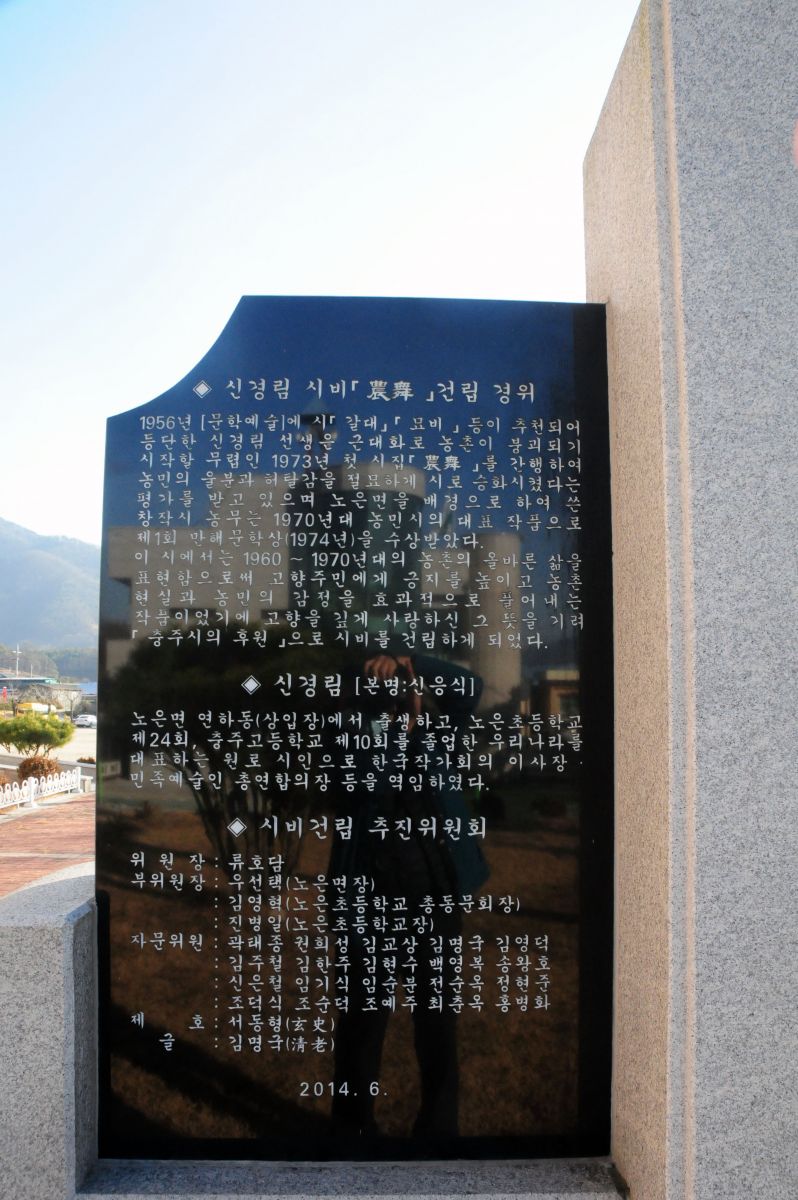 ◈ 신경림 시비「農舞」건립 경위
1956년 [문학예술]에 시「갈대」「묘비」등이 추천되어
등단한 신경림 선생은 근대화로 농촌이 붕괴되기
시작할 무렵인 1973년 첫 시집「農舞」를 간행하여
농민의 울분과 허탈감을 절묘하게 시로 승화시켰다는
평가를 받고 있으며 노은면을 배경으로 하여 쓴
창작시 농무는 1970년대 농민시의 대표 작품으로
제1회 만해문학상(1974년)을 수상받았다.
이 시에서는 1960 ~ 1970년대의 농촌의 올바른 삶을
표현함으로써 고향주민에게 긍지를 높이고 농촌
현실과 농민의 감정을 효과적으로 풀어내는
작품이었기에 고향을 깊게 사랑하신 그 뜻을 기려
「충주시의 후원」으로 시비를 건립하게 되었다.
◈ 신경림 [본명:신응식]
노은면 연하동(상입장)에서 출생하고, 노은초등학교
제24회, 충주고등학교 제10회를 졸업한 우리나라를
대표하는 원로 시인으로 한국작가회의 이사장 ·
민족예술인 총연합의장 등을 역임하였다.
◈ 시비건립 추진위원회
위 원 장 : 류호담
부위원장 : 우선택(노은면장)
: 김영혁(노은초등학교 총동문회장)
: 진병일(노은초등학교장)
자문위원 : 곽태종 권희성 김고상 김명국 김영덕
: 김주철 김한주 김현수 백영복 송왕호
: 신은철 임기식 임순분 전순옥 정현준
: 조덕식 조순덕 조예주 최춘옥 홍병화
제 호 : 서동형(玄史)
글 : 김명국(淸老)
2014. 6.